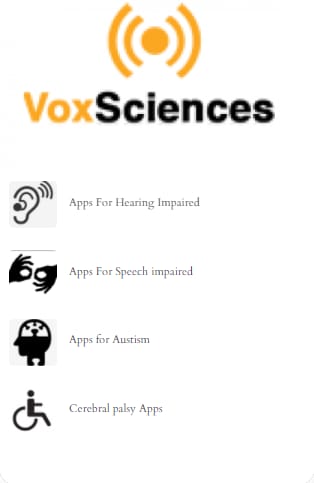 VoxSciences
Apps For Hearing Impaired
Apps For Speech impaired
Apps for Austism
Cerebral palsy Apps